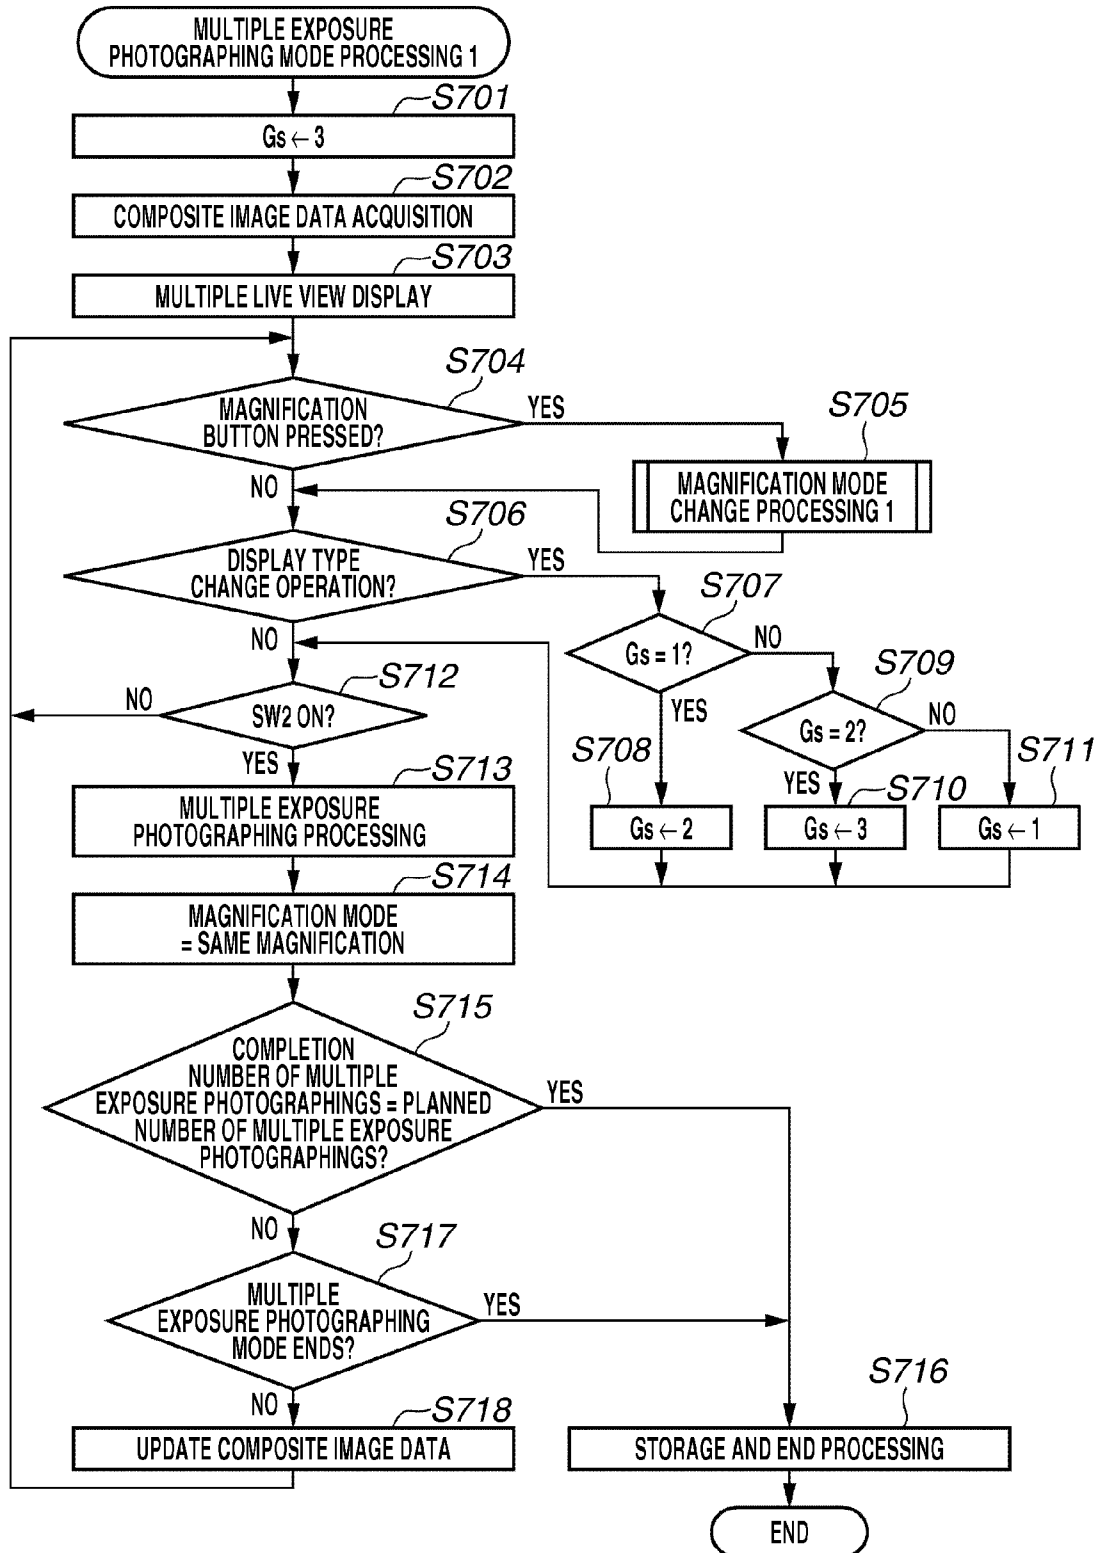 MULTIPLE EXPOSURE
PHOTOGRAPHING MODE PROCESSING 1
S701
Gs ← 3
S702
COMPOSITE IMAGE DATA ACQUISITION
S703
MULTIPLE LIVE VIEW DISPLAY
S704
MAGNIFICATION
BUTTON PRESSED?
YES
NO
S705
MAGNIFICATION MODE
CHANGE PROCESSING 1
S706
DISPLAY TYPE
CHANGE OPERATION?
YES
NO
S707
Gs = 1?
NO
YES
S708
Gs ← 2
S709
Gs = 2?
NO
YES
S710
Gs ← 3
S711
Gs ← 1
S712
SW2 ON?
NO
YES
S713
MULTIPLE EXPOSURE
PHOTOGRAPHING PROCESSING
S714
MAGNIFICATION MODE
= SAME MAGNIFICATION
S715
COMPLETION
NUMBER OF MULTIPLE
EXPOSURE PHOTOGRAPHINGS = PLANNED
NUMBER OF MULTIPLE EXPOSURE
PHOTOGRAPHINGS?
YES
NO
S717
MULTIPLE
EXPOSURE PHOTOGRAPHING
MODE ENDS?
YES
NO
S718
UPDATE COMPOSITE IMAGE DATA
S716
STORAGE AND END PROCESSING
END